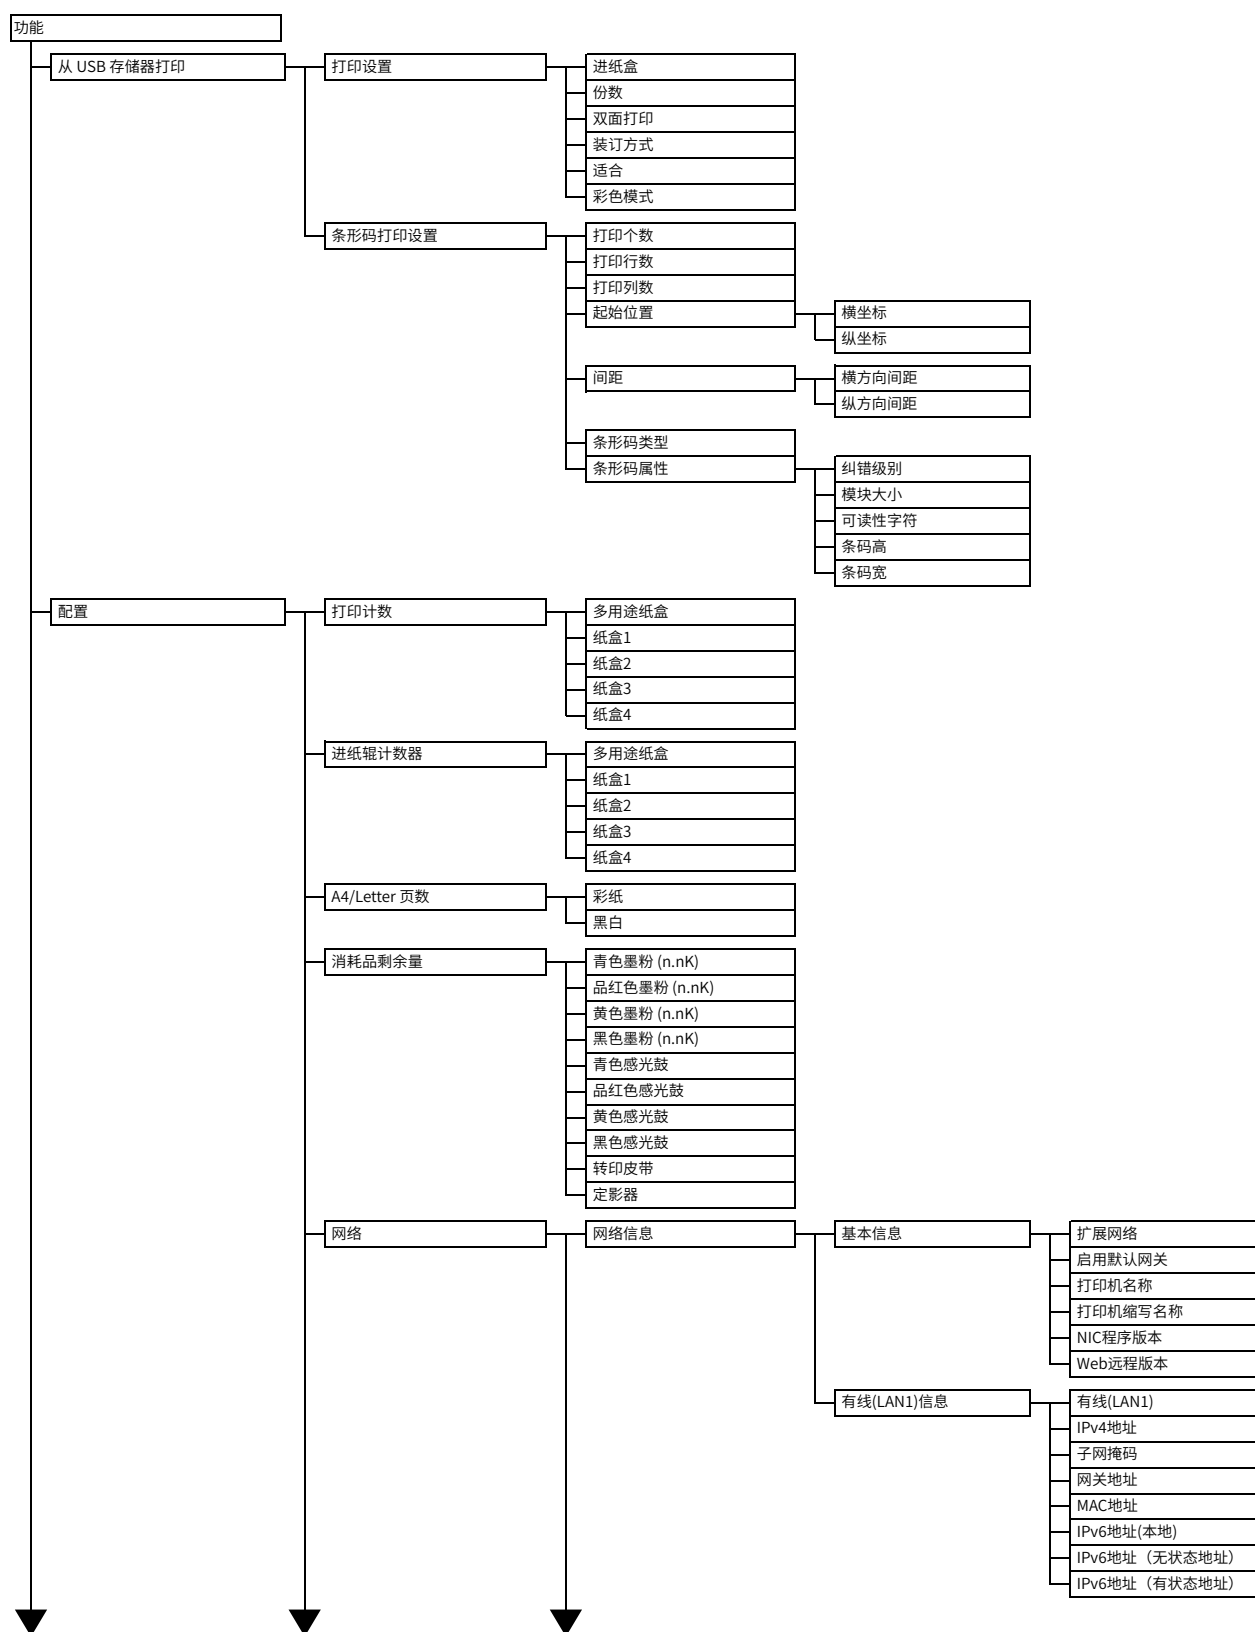 功能
从 USB 存储器打印
打印设置
进纸盒
份数
双面打印
装订方式
适合
彩色模式
条形码打印设置
打印个数
打印行数
打印列数
起始位置
横坐标
纵坐标
间距
横方向间距
纵方向间距
条形码类型
条形码属性
纠错级别
模块大小
可读性字符
条码高
条码宽
配置
打印计数
多用途纸盒
纸盒1
纸盒2
纸盒3
纸盒4
进纸辊计数器
多用途纸盒
纸盒1
纸盒2
纸盒3
纸盒4
A4/Letter 页数
彩纸
黑白
消耗品剩余量
青色墨粉 (n.nK)
品红色墨粉 (n.nK)
黄色墨粉 (n.nK)
黑色墨粉 (n.nK)
青色感光鼓
品红色感光鼓
黄色感光鼓
黑色感光鼓
转印皮带
定影器
网络
网络信息
基本信息
扩展网络
启用默认网关
打印机名称
打印机缩写名称
NIC程序版本
Web远程版本
有线(LAN1)信息
有线(LAN1)
IPv4地址
子网掩码
网关地址
MAC地址
IPv6地址(本地)
IPv6地址（无状态地址）
IPv6地址（有状态地址）